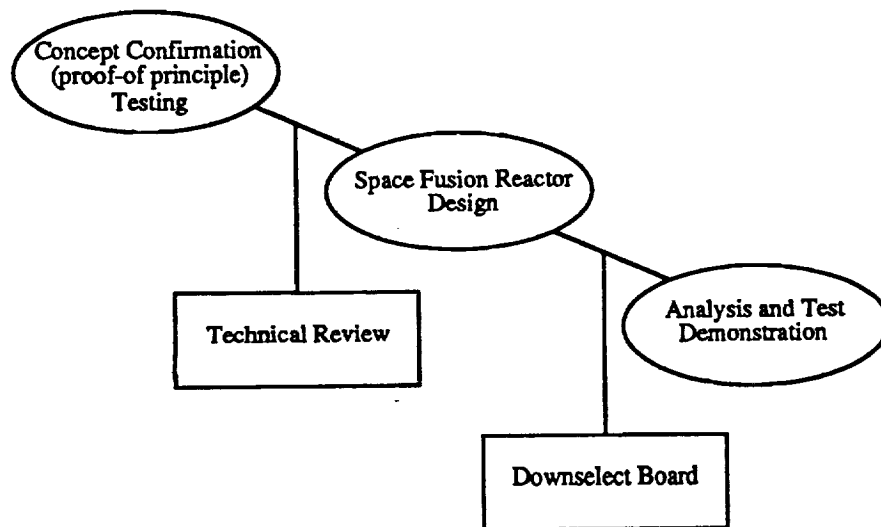 Concept Confirmation
(proof-of principle)
Testing
Space Fusion Reactor
Design
Technical Review
Analysis and Test
Demonstration
Downselect Board